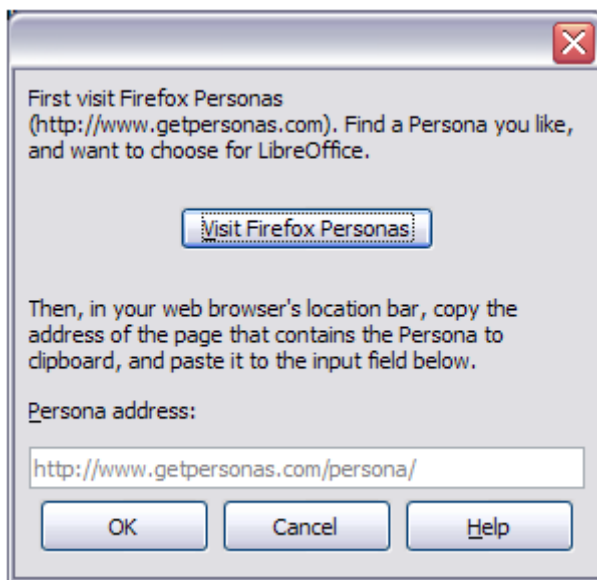 First visit Firefox Personas
(http://www.getpersonas.com). Find a Persona you like,
and want to choose for LibreOffice.
Visit Firefox Personas
Then, in your web browser's location bar, copy the
address of the page that contains the Persona to
clipboard, and paste it to the input field below.
Persona address:
http://www.getpersonas.com/persona/
OK Cancel Help